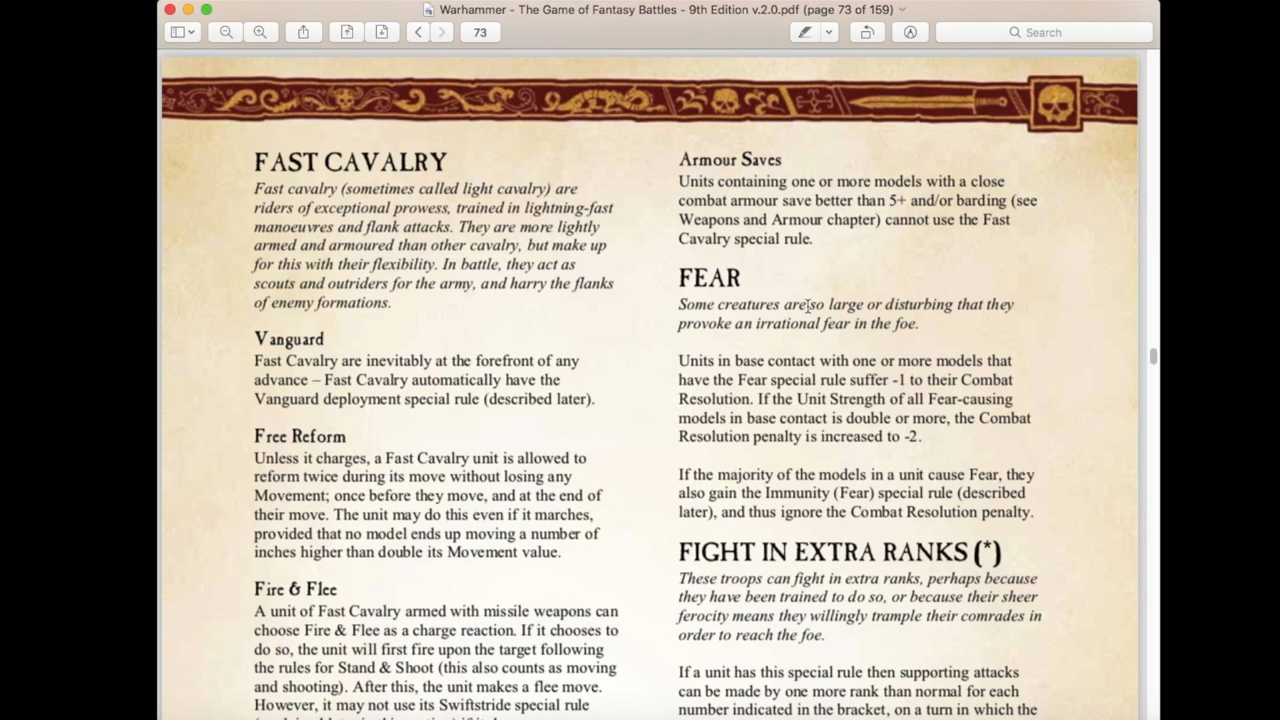 Warhammer - The Game of Fantasy Battles - 9th Edition v.2.0.pdf (page 73 of 159)
73
Search
FAST CAVALRY
Fast cavalry (sometimes called light cavalry) are
riders of exceptional prowess, trained in lightning-fast
manoeuvres and flank attacks. They are more lightly
armed and armoured than other cavalry, but make up
for this with their flexibility. In battle, they act as
scouts and outriders for the army, and harry the flanks
of enemy formations.
Vanguard
Fast Cavalry are inevitably at the forefront of any
advance – Fast Cavalry automatically have the
Vanguard deployment special rule (described later).
Free Reform
Unless it charges, a Fast Cavalry unit is allowed to
reform twice during its move without losing any
Movement; once before they move, and at the end of
their move. The unit may do this even if it marches,
provided that no model ends up moving a number of
inches higher than double its Movement value.
Fire & Flee
A unit of Fast Cavalry armed with missile weapons can
choose Fire & Flee as a charge reaction. If it chooses to
do so, the unit will first fire upon the target following
the rules for Stand & Shoot (this also counts as moving
and shooting). After this, the unit makes a flee move.
However, it may not use its Swiftstride special rule
Armour Saves
Units containing one or more models with a close
combat armour save better than 5+ and/or barding (see
Weapons and Armour chapter) cannot use the Fast
Cavalry special rule.
FEAR
Some creatures are so large or disturbing that they
provoke an irrational fear in the foe.
Units in base contact with one or more models that
have the Fear special rule suffer -1 to their Combat
Resolution. If the Unit Strength of all Fear-causing
models in base contact is double or more, the Combat
Resolution penalty is increased to -2.
If the majority of the models in a unit cause Fear, they
also gain the Immunity (Fear) special rule (described
later), and thus ignore the Combat Resolution penalty.
FIGHT IN EXTRA RANKS (*)
These troops can fight in extra ranks, perhaps because
they have been trained to do so, or because their sheer
ferocity means they willingly trample their comrades in
order to reach the foe.
If a unit has this special rule then supporting attacks
can be made by one more rank than normal for each
number indicated in the bracket, on a turn in which the